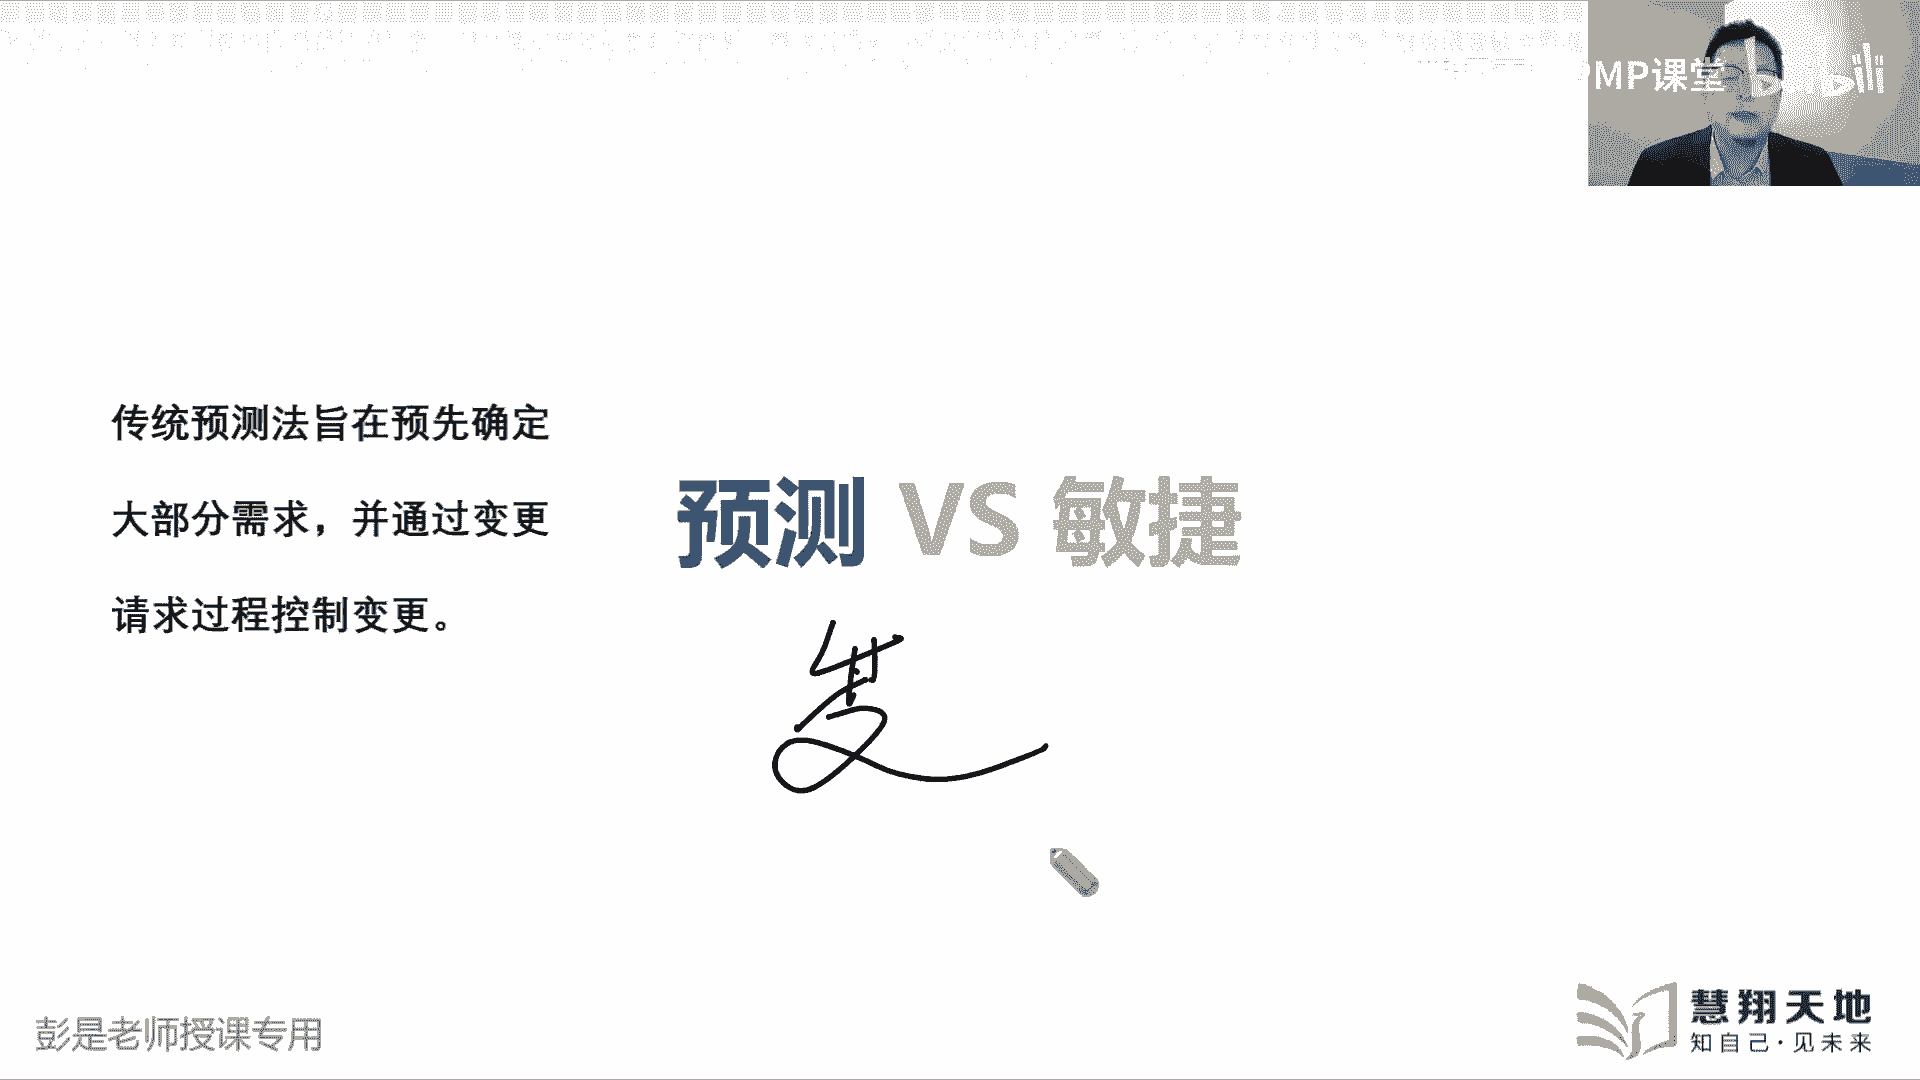 PMP课堂 bilibili
传统预测法旨在预先确定
大部分需求，并通过变更
请求过程控制变更。
预测 VS 敏捷
彭是老师授课专用
慧翔天地
知自己·见未来